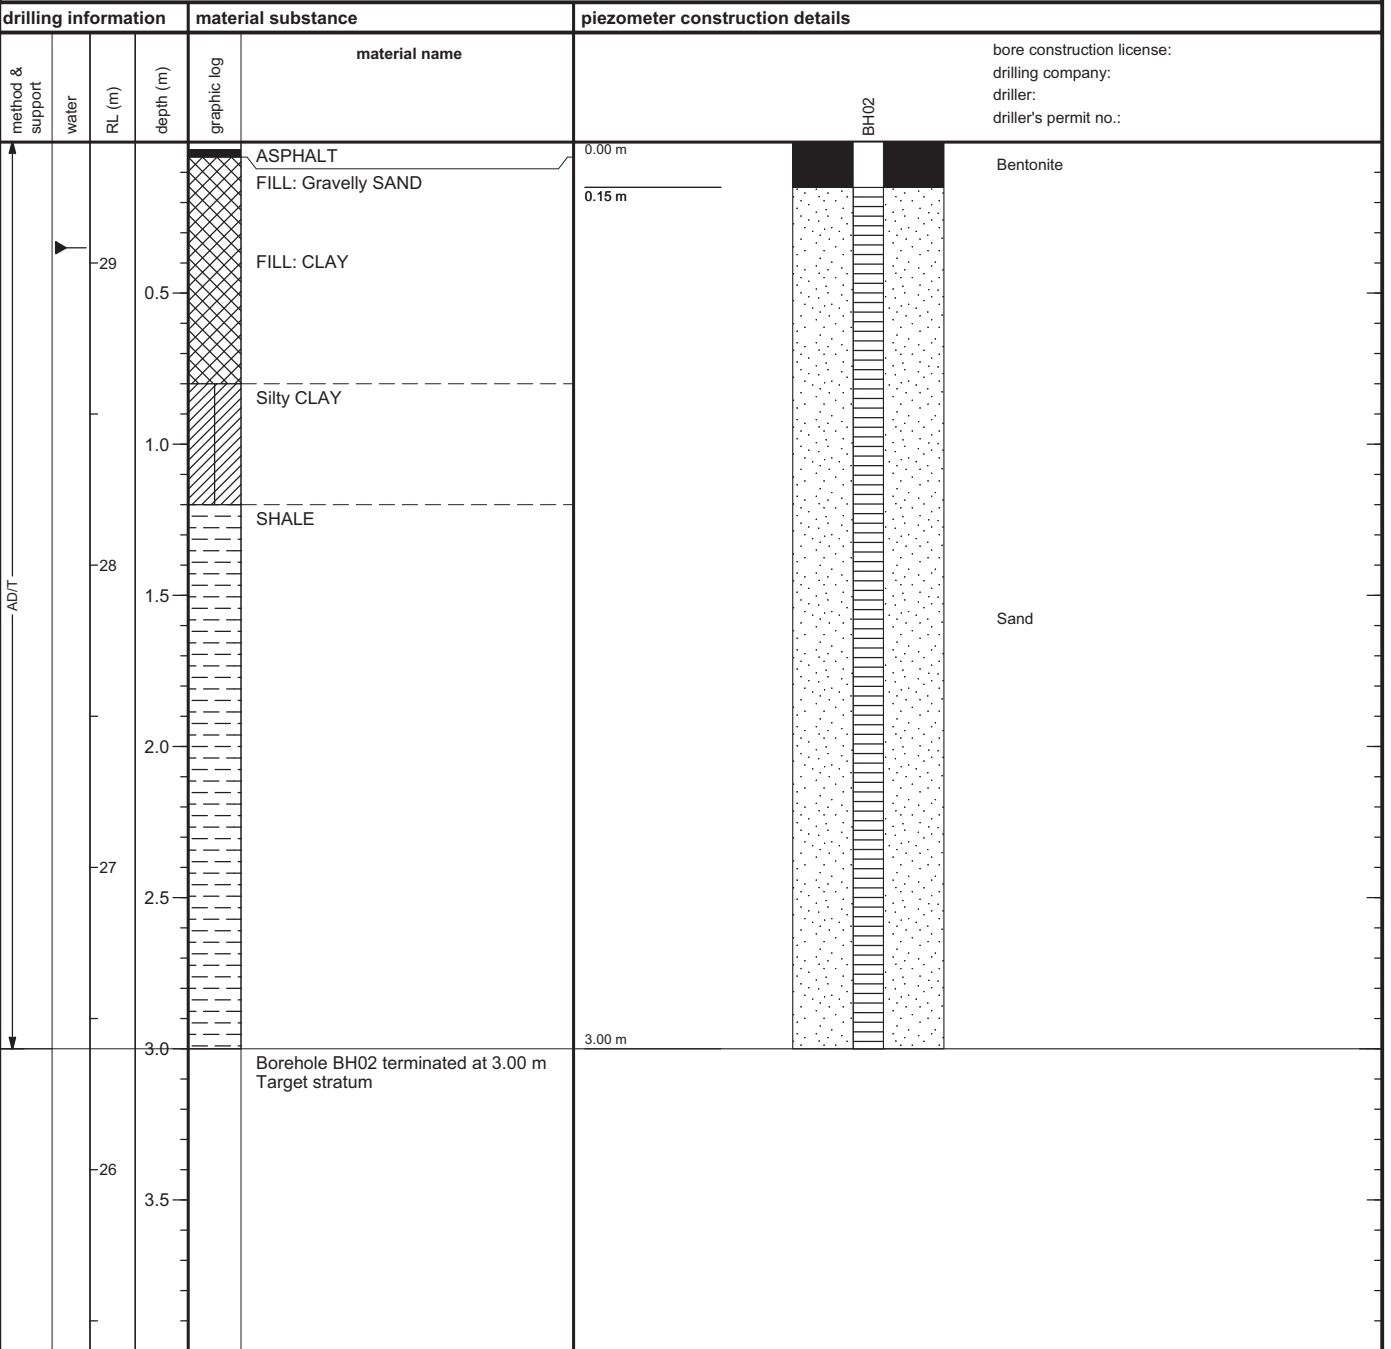 drilling information
material substance
piezometer construction details
method &
support
water
RL (m)
depth (m)
graphic log
material name
BH02
bore construction license:
drilling company:
driller:
driller's permit no.:
ASPHALT
0.00 m
Bentonite
FILL: Gravelly SAND
0.15 m
FILL: CLAY
29
0.5
Silty CLAY
1.0
SHALE
28
AD/T
1.5
Sand
2.0
27
2.5
3.00 m
3.0
Borehole BH02 terminated at 3.00 m
Target stratum
26
3.5